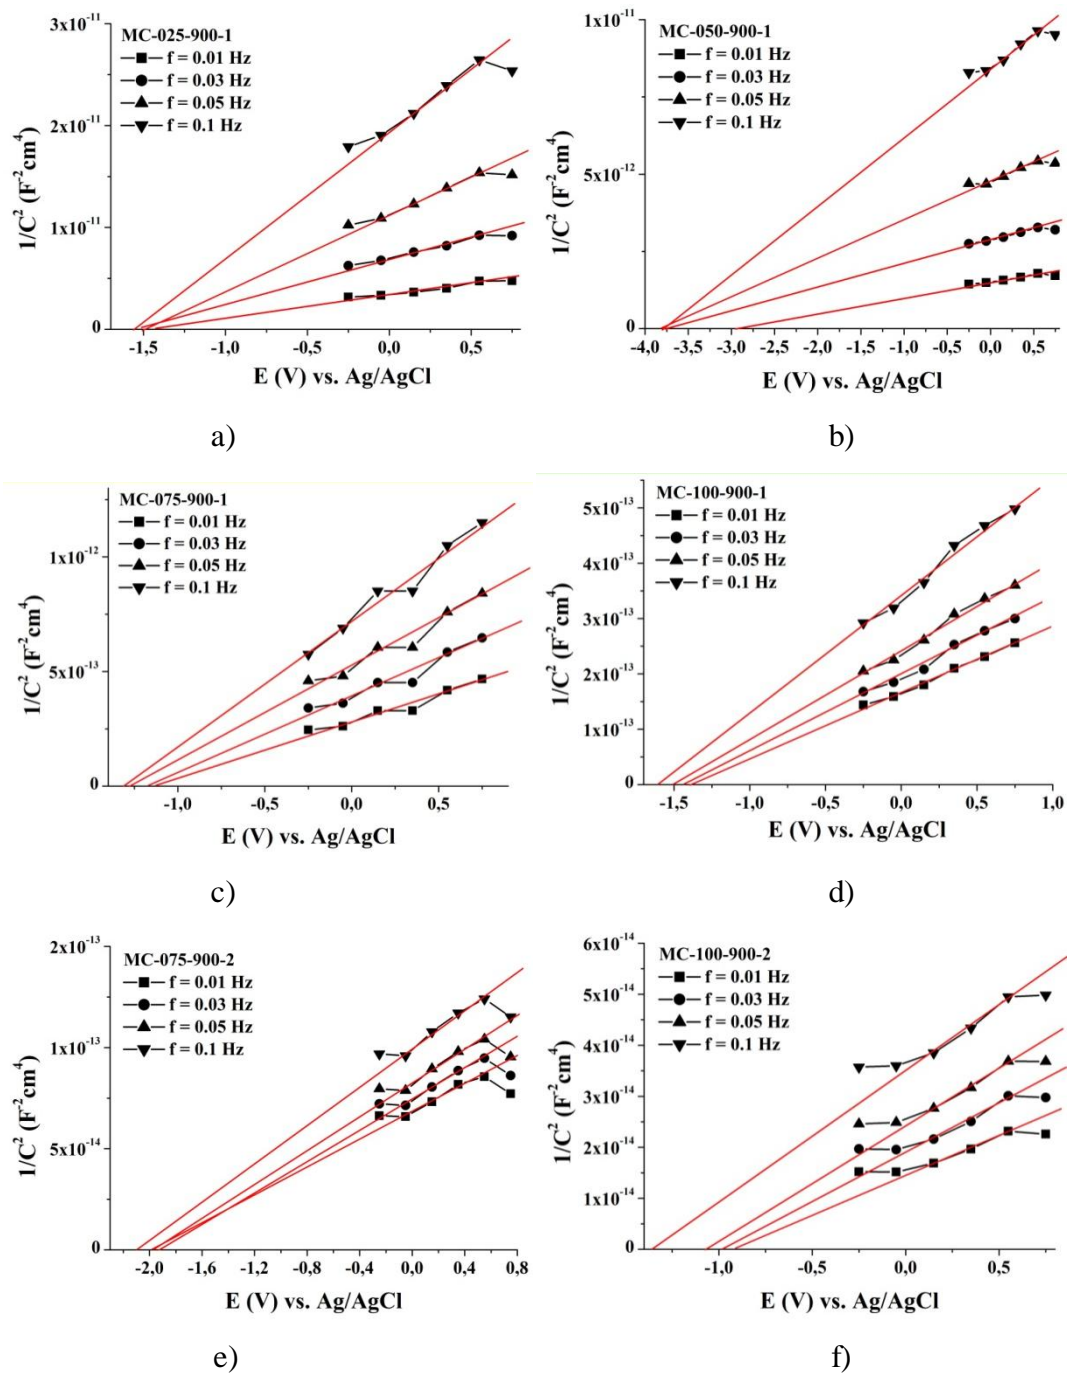 3x10⁻¹¹
2x10⁻¹¹
1x10⁻¹¹
0
1/C² (F⁻²cm⁴)
MC-025-900-1
f = 0.01 Hz
f = 0.03 Hz
f = 0.05 Hz
f = 0.1 Hz
-1,5 -1,0 -0,5 0,0 0,5
E (V) vs. Ag/AgCl
a)
1x10⁻¹¹
5x10⁻¹²
0
1/C² (F⁻²cm⁴)
MC-050-900-1
f = 0.01 Hz
f = 0.03 Hz
f = 0.05 Hz
f = 0.1 Hz
-4,0 -3,5 -3,0 -2,5 -2,0 -1,5 -1,0 -0,5 0,0 0,5
E (V) vs. Ag/AgCl
b)
1x10⁻¹²
5x10⁻¹³
0
1/C² (F⁻²cm⁴)
MC-075-900-1
f = 0.01 Hz
f = 0.03 Hz
f = 0.05 Hz
f = 0.1 Hz
-1,0 -0,5 0,0 0,5
E (V) vs. Ag/AgCl
c)
5x10⁻¹³
4x10⁻¹³
3x10⁻¹³
2x10⁻¹³
1x10⁻¹³
0
1/C² (F⁻²cm⁴)
MC-100-900-1
f = 0.01 Hz
f = 0.03 Hz
f = 0.05 Hz
f = 0.1 Hz
-1,5 -1,0 -0,5 0,0 0,5 1,0
E (V) vs. Ag/AgCl
d)
2x10⁻¹³
1x10⁻¹³
5x10⁻¹⁴
0
1/C² (F⁻²cm⁴)
MC-075-900-2
f = 0.01 Hz
f = 0.03 Hz
f = 0.05 Hz
f = 0.1 Hz
-2,0 -1,6 -1,2 -0,8 -0,4 0,0 0,4 0,8
E (V) vs. Ag/AgCl
e)
6x10⁻¹⁴
5x10⁻¹⁴
4x10⁻¹⁴
3x10⁻¹⁴
2x10⁻¹⁴
1x10⁻¹⁴
0
1/C² (F⁻²cm⁴)
MC-100-900-2
f = 0.01 Hz
f = 0.03 Hz
f = 0.05 Hz
f = 0.1 Hz
-1,0 -0,5 0,0 0,5
E (V) vs. Ag/AgCl
f)